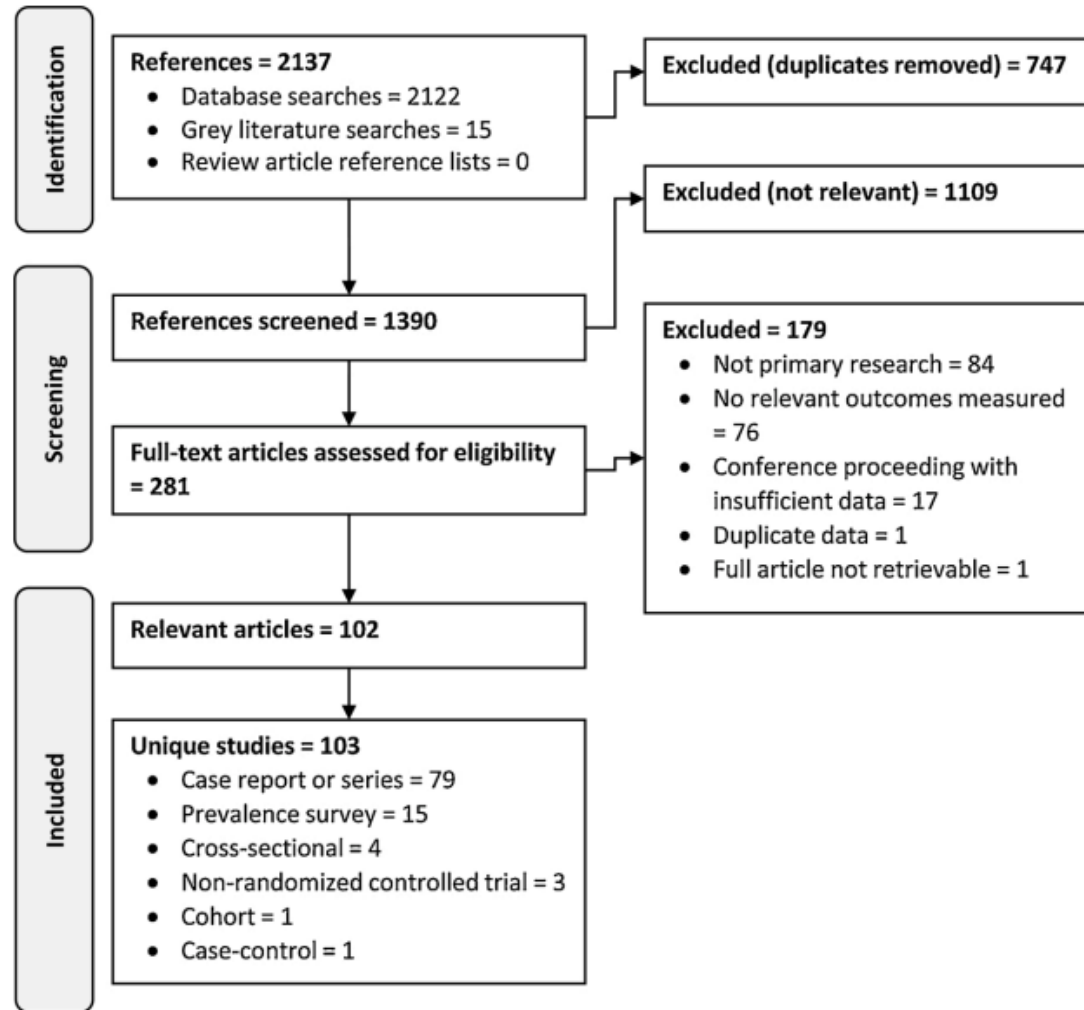 Identification
References = 2137
• Database searches = 2122
• Grey literature searches = 15
• Review article reference lists = 0
Excluded (duplicates removed) = 747
Excluded (not relevant) = 1109
Screening
References screened = 1390
Full-text articles assessed for eligibility
= 281
Excluded = 179
• Not primary research = 84
• No relevant outcomes measured
= 76
• Conference proceeding with
insufficient data = 17
• Duplicate data = 1
• Full article not retrievable = 1
Included
Relevant articles = 102
Unique studies = 103
• Case report or series = 79
• Prevalence survey = 15
• Cross-sectional = 4
• Non-randomized controlled trial = 3
• Cohort = 1
• Case-control = 1